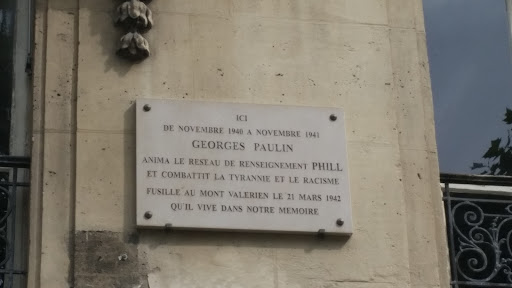 ICI
DE NOVEMBRE 1940 A NOVEMBRE 1941
GEORGES PAULIN
ANIMA LE RESEAU DE RENSEIGNEMENT PHILL
ET COMBATTIT LA TYRANNIE ET LE RACISME
FUSILLE AU MONT VALERIEN LE 21 MARS 1942
QU'IL VIVE DANS NOTRE MEMOIRE